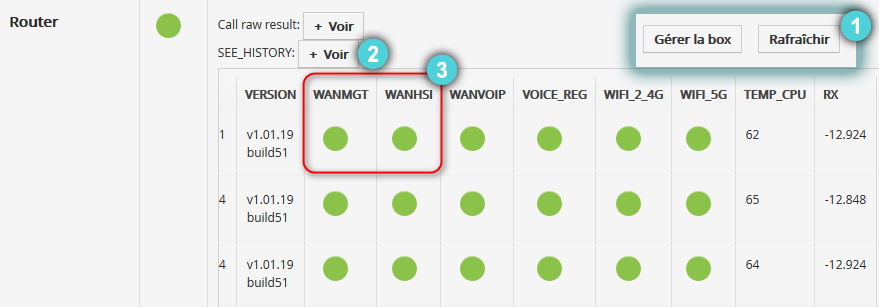 Router
Call raw result: + Voir
SEE_HISTORY: + Voir
2
3
Gérer la box Rafraîchir
1
VERSION WANMGT WANHSI WANVOIP VOICE_REG WIFI_2_4G WIFI_5G TEMP_CPU RX
1 v1.01.19 62 -12.924
build51
4 v1.01.19 65 -12.848
build51
4 v1.01.19 64 -12.924
build51